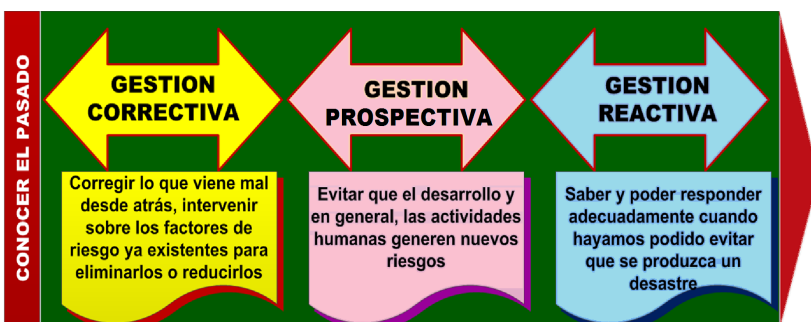 CONOCER EL PASADO
GESTION
CORRECTIVA
Corregir lo que viene mal
desde atrás, intervenir
sobre los factores de
riesgo ya existentes para
eliminarlos o reducirlos
GESTION
PROSPECTIVA
Evitar que el desarrollo y
en general, las actividades
humanas generen nuevos
riesgos
GESTION
REACTIVA
Saber y poder responder
adecuadamente cuando
hayamos podido evitar
que se produzca un
desastre